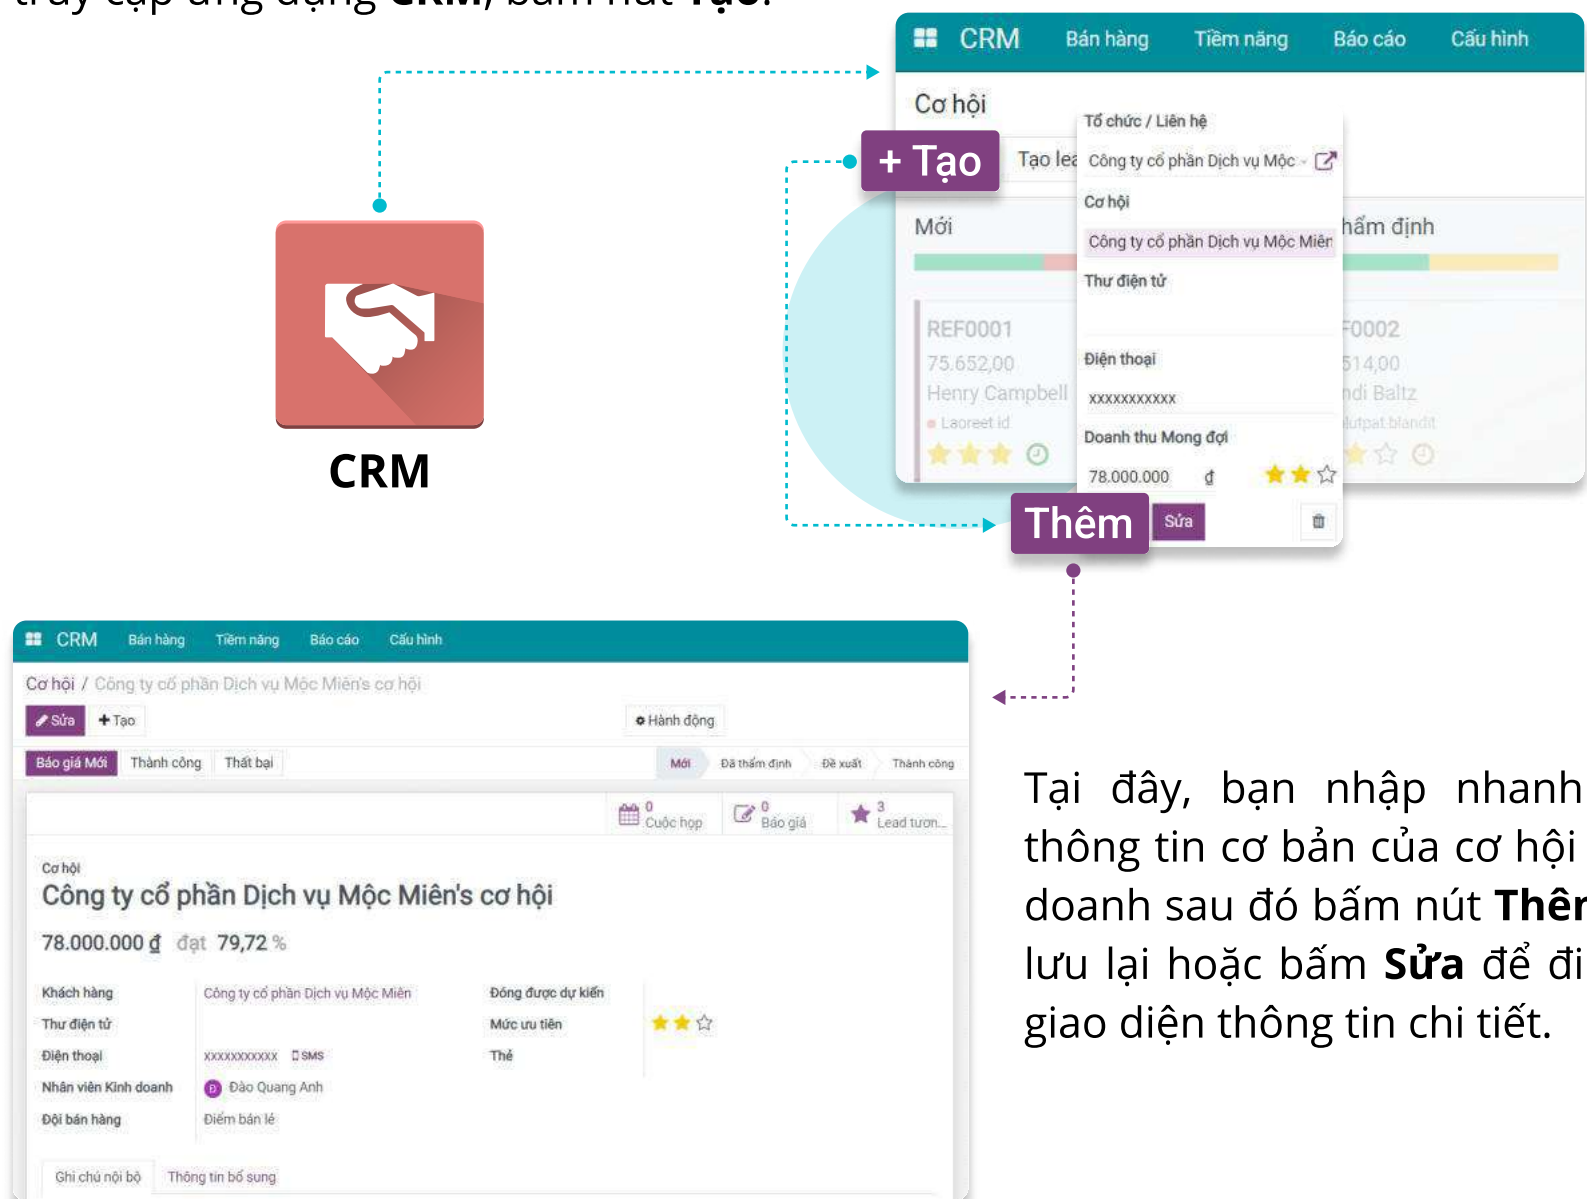 truy cập ứng dụng CRM, bấm nút Tạo.
CRM Bán hàng Tiềm năng Báo cáo Cấu hình
Cơ hội
+ Tạo
Tạo lea
Tổ chức / Liên hệ
Công ty cổ phần Dịch vụ Mộc
Cơ hội
Công ty cổ phần Dịch vụ Mộc Miên
Thư điện tử
Điện thoại
xxxxxxxxxxx
Doanh thu Mong đợi
78.000.000 ₫
Thêm
Sửa
Mới
hẩm định
REF0001
75.652,00
Henry Campbell
Laoreet id
F0002
514,00
ndi Baltz
lutpat blandit
CRM
CRM Bán hàng Tiềm năng Báo cáo Cấu hình
Cơ hội / Công ty cổ phần Dịch vụ Mộc Miên's cơ hội
Sửa +Tạo Hành động
Báo giá Mới Thành công Thất bại Mới Đã thẩm định Đề xuất Thành công
0 Cuộc họp
0 Báo giá
3 Lead tươn...
Cơ hội
Công ty cổ phần Dịch vụ Mộc Miên's cơ hội
78.000.000 ₫ đạt 79,72 %
Khách hàng Công ty cổ phần Dịch vụ Mộc Miên Đóng được dự kiến
Thư điện tử Mức ưu tiên
Điện thoại xxxxxxxxxxx SMS Thẻ
Nhân viên Kinh doanh Đ Đào Quang Anh
Đội bán hàng Điểm bán lẻ
Ghi chú nội bộ Thông tin bổ sung
Tại đây, bạn nhập nhanh
thông tin cơ bản của cơ hội
doanh sau đó bấm nút Thêm
lưu lại hoặc bấm Sửa để đi
giao diện thông tin chi tiết.